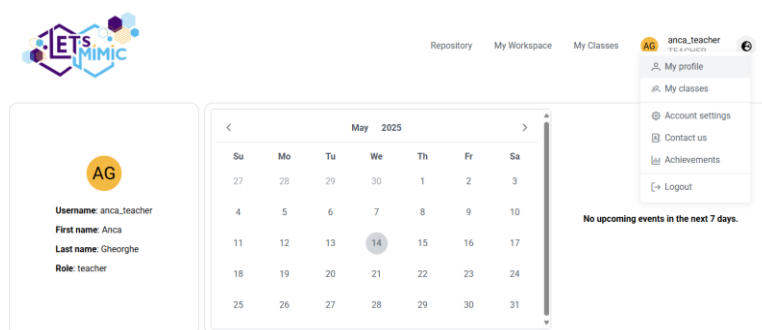 LETS MIMIC
Repository My Workspace My Classes AG anca_teacher
TEACHER
My profile
My classes
Account settings
Contact us
Achievements
Logout
AG
Username: anca_teacher
First name: Anca
Last name: Gheorghe
Role: teacher
May 2025
Su Mo Tu We Th Fr Sa
27 28 29 30 1 2 3
4 5 6 7 8 9 10
11 12 13 14 15 16 17
18 19 20 21 22 23 24
25 26 27 28 29 30 31
No upcoming events in the next 7 days.